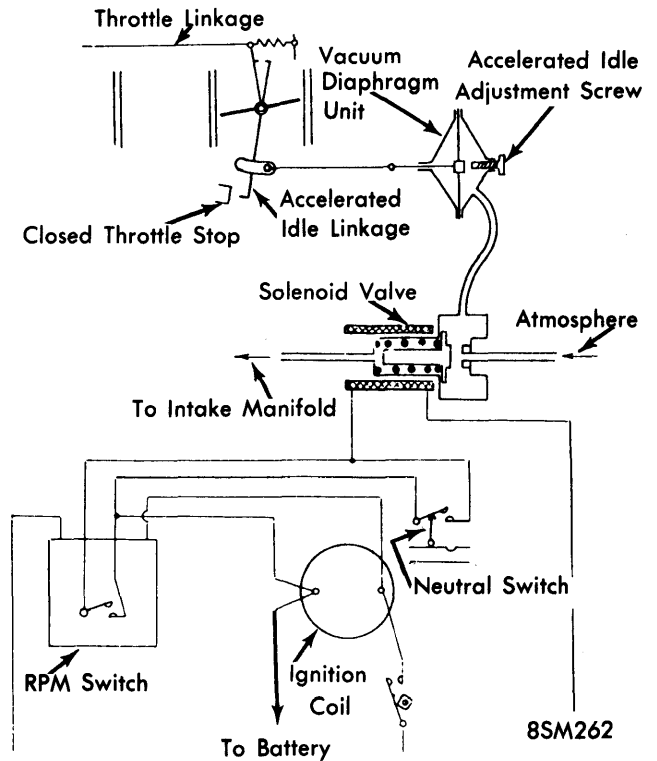 Throttle Linkage
Vacuum
Diaphragm
Unit
Accelerated Idle
Adjustment Screw
Accelerated
Idle Linkage
Closed Throttle Stop
Solenoid Valve
Atmosphere
To Intake Manifold
Neutral Switch
RPM Switch
Ignition
Coil
8SM262
To Battery